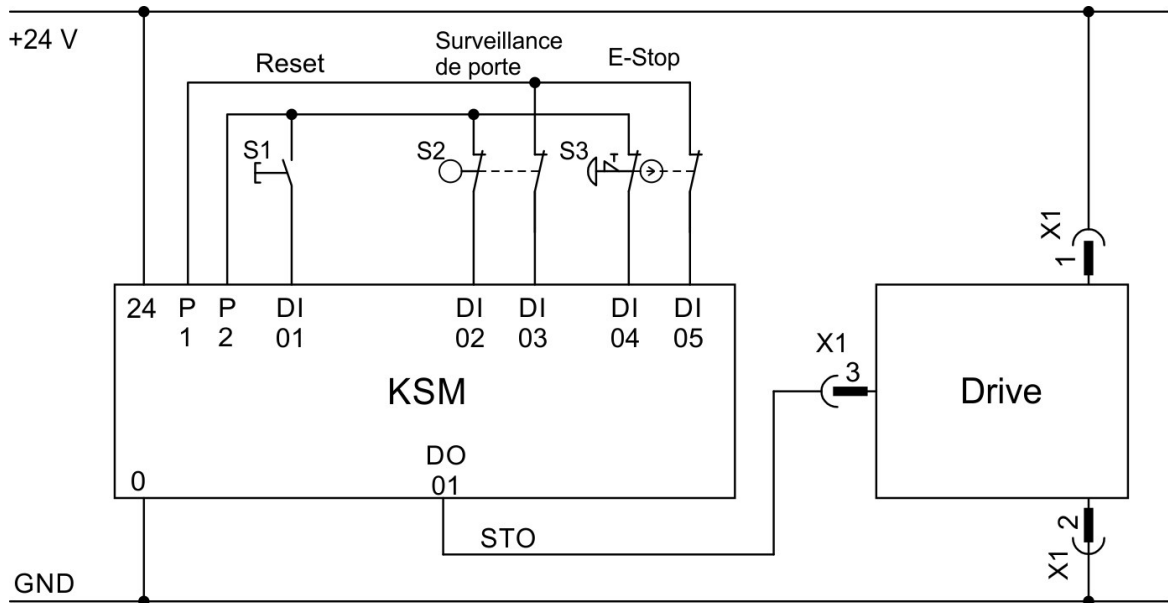 +24 V
Reset
Surveillance
de porte
E-Stop
S1
S2
S3
X1
1
24 P P DI DI DI DI DI
1 2 01 02 03 04 05
X1
3
KSM
Drive
DO
0
01
STO
2
X1
GND